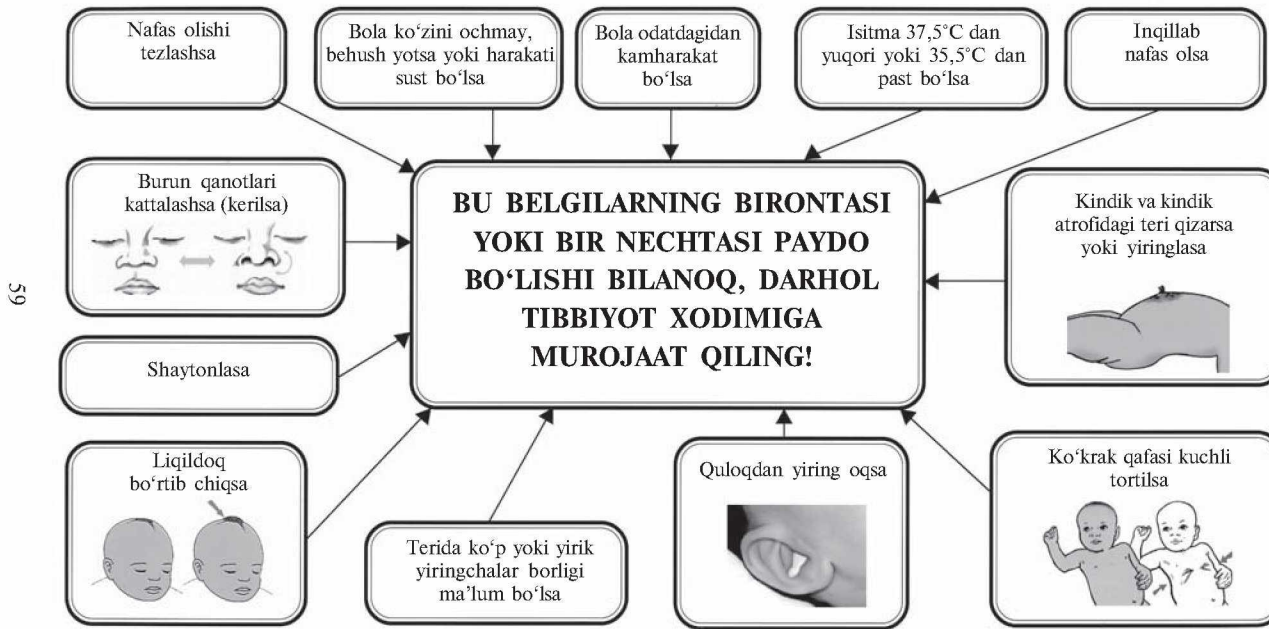 Nafas olishi
tezlashsa
Bola ko‘zini ochmay,
behush yotsa yoki harakati
sust bo‘lsa
Bola odatdagidan
kamharakat
bo‘lsa
Isitma 37,5°C dan
yuqori yoki 35,5°C dan
past bo‘lsa
Inqillab
nafas olsa
Burun qanotlari
kattalashsa (kerilsa)
BU BELGILARNING BIRONTASI
YOKI BIR NECHTASI PAYDO
BO‘LISHI BILANOQ, DARHOL
TIBBIYOT XODIMIGA
MUROJAAT QILING!
Kindik va kindik
atrofidagi teri qizarsa
yoki yiringlasa
59
Shaytonlasa
Liqildoq
bo‘rtib chiqsa
Terida ko‘p yoki yirik
yiringchalar borligi
ma’lum bo‘lsa
Quloqdan yiring oqsa
Ko‘krak qafasi kuchli
tortilsa